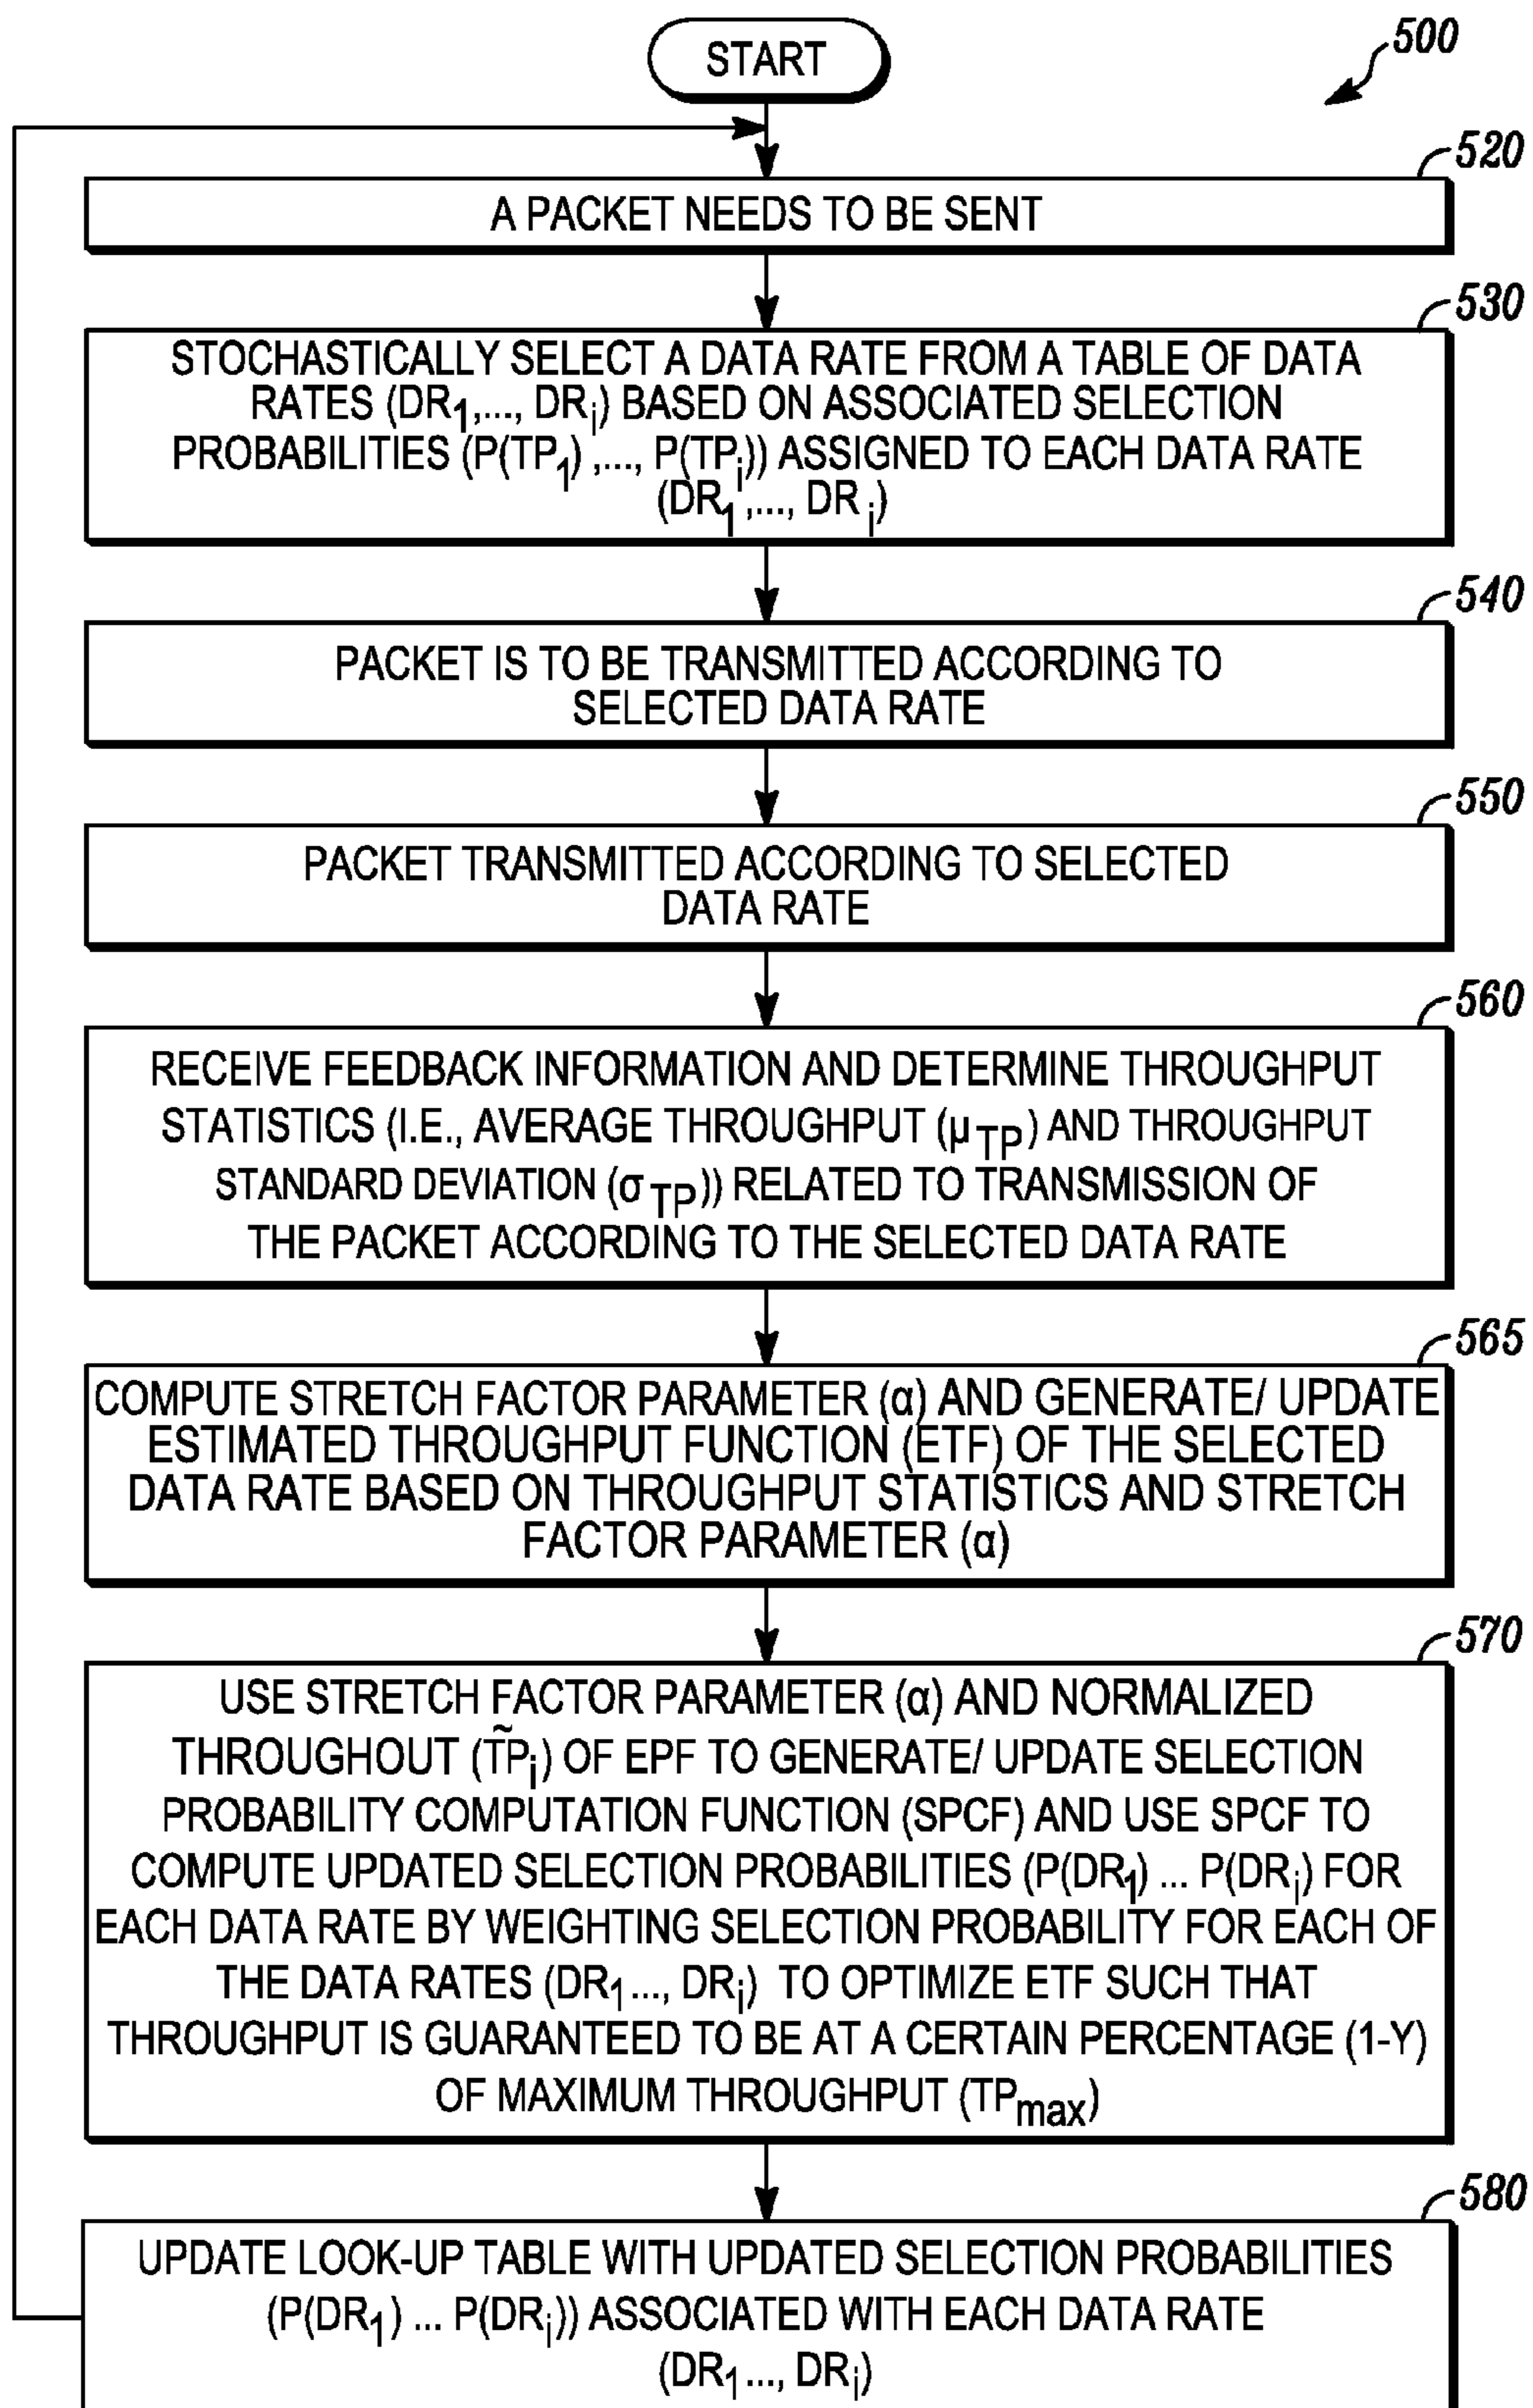 START
500
520
A PACKET NEEDS TO BE SENT
530
STOCHASTICALLY SELECT A DATA RATE FROM A TABLE OF DATA
RATES (DR1,..., DRi) BASED ON ASSOCIATED SELECTION
PROBABILITIES (P(TP1) ,..., P(TPi)) ASSIGNED TO EACH DATA RATE
(DR1,..., DR i)
540
PACKET IS TO BE TRANSMITTED ACCORDING TO
SELECTED DATA RATE
550
PACKET TRANSMITTED ACCORDING TO SELECTED
DATA RATE
560
RECEIVE FEEDBACK INFORMATION AND DETERMINE THROUGHPUT
STATISTICS (I.E., AVERAGE THROUGHPUT (μTP) AND THROUGHPUT
STANDARD DEVIATION (σTP)) RELATED TO TRANSMISSION OF
THE PACKET ACCORDING TO THE SELECTED DATA RATE
565
COMPUTE STRETCH FACTOR PARAMETER (α) AND GENERATE/ UPDATE
ESTIMATED THROUGHPUT FUNCTION (ETF) OF THE SELECTED
DATA RATE BASED ON THROUGHPUT STATISTICS AND STRETCH
FACTOR PARAMETER (α)
570
USE STRETCH FACTOR PARAMETER (α) AND NORMALIZED
THROUGHOUT (T̃Pi) OF EPF TO GENERATE/ UPDATE SELECTION
PROBABILITY COMPUTATION FUNCTION (SPCF) AND USE SPCF TO
COMPUTE UPDATED SELECTION PROBABILITIES (P(DR1) ... P(DRi) FOR
EACH DATA RATE BY WEIGHTING SELECTION PROBABILITY FOR EACH OF
THE DATA RATES (DR1 ..., DRi) TO OPTIMIZE ETF SUCH THAT
THROUGHPUT IS GUARANTEED TO BE AT A CERTAIN PERCENTAGE (1-Y)
OF MAXIMUM THROUGHPUT (TPmax)
580
UPDATE LOOK-UP TABLE WITH UPDATED SELECTION PROBABILITIES
(P(DR1) ... P(DRi)) ASSOCIATED WITH EACH DATA RATE
(DR1 ..., DRi)